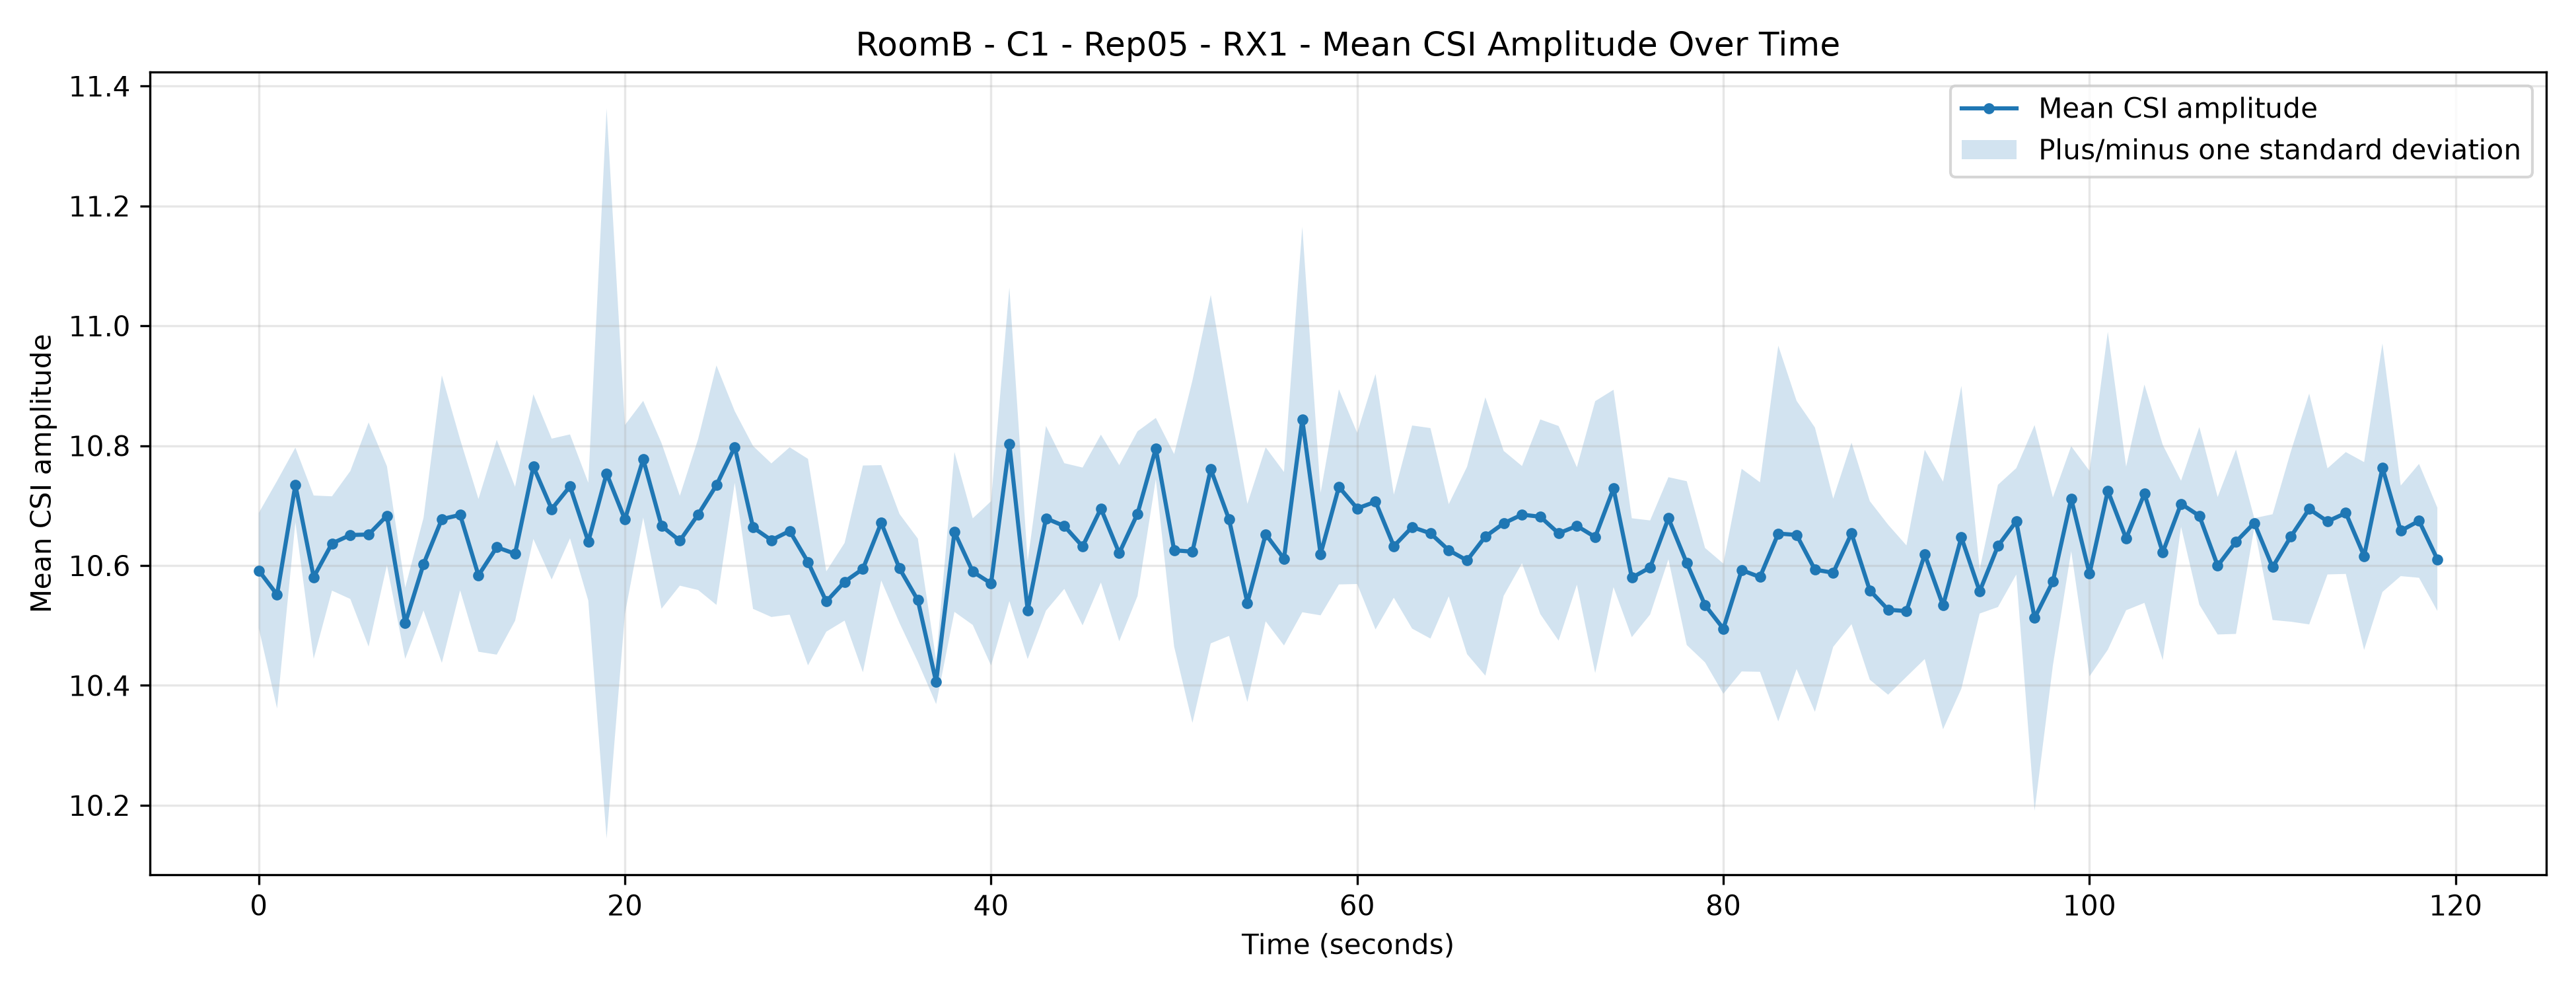 RoomB - C1 - Rep05 - RX1 - Mean CSI Amplitude Over Time
Mean CSI amplitude
Plus/minus one standard deviation
Mean CSI amplitude
11.4
11.2
11.0
10.8
10.6
10.4
10.2
0 20 40 60 80 100 120
Time (seconds)